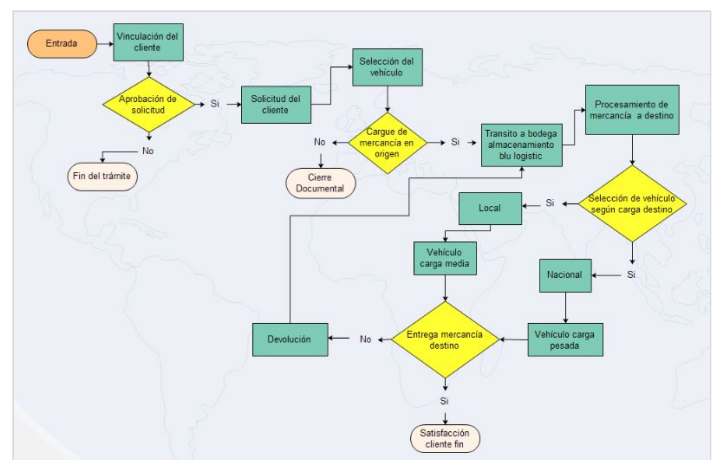 Entrada
Vinculación del
cliente
Aprobación de
solicitud
Si
No
Fin del trámite
Solicitud del
cliente
Selección del
vehículo
Cargue de
mercancía en
origen
No
Cierre
Documental
Si
Transito a bodega
almacenamiento
blu logistic
Procesamiento de
mercancía a destino
Selección de vehículo
según carga destino
Si
Local
Vehículo
carga media
Si
Nacional
Vehículo carga
pesada
Entrega mercancía
destino
No
Devolución
Si
Satisfacción
cliente fin